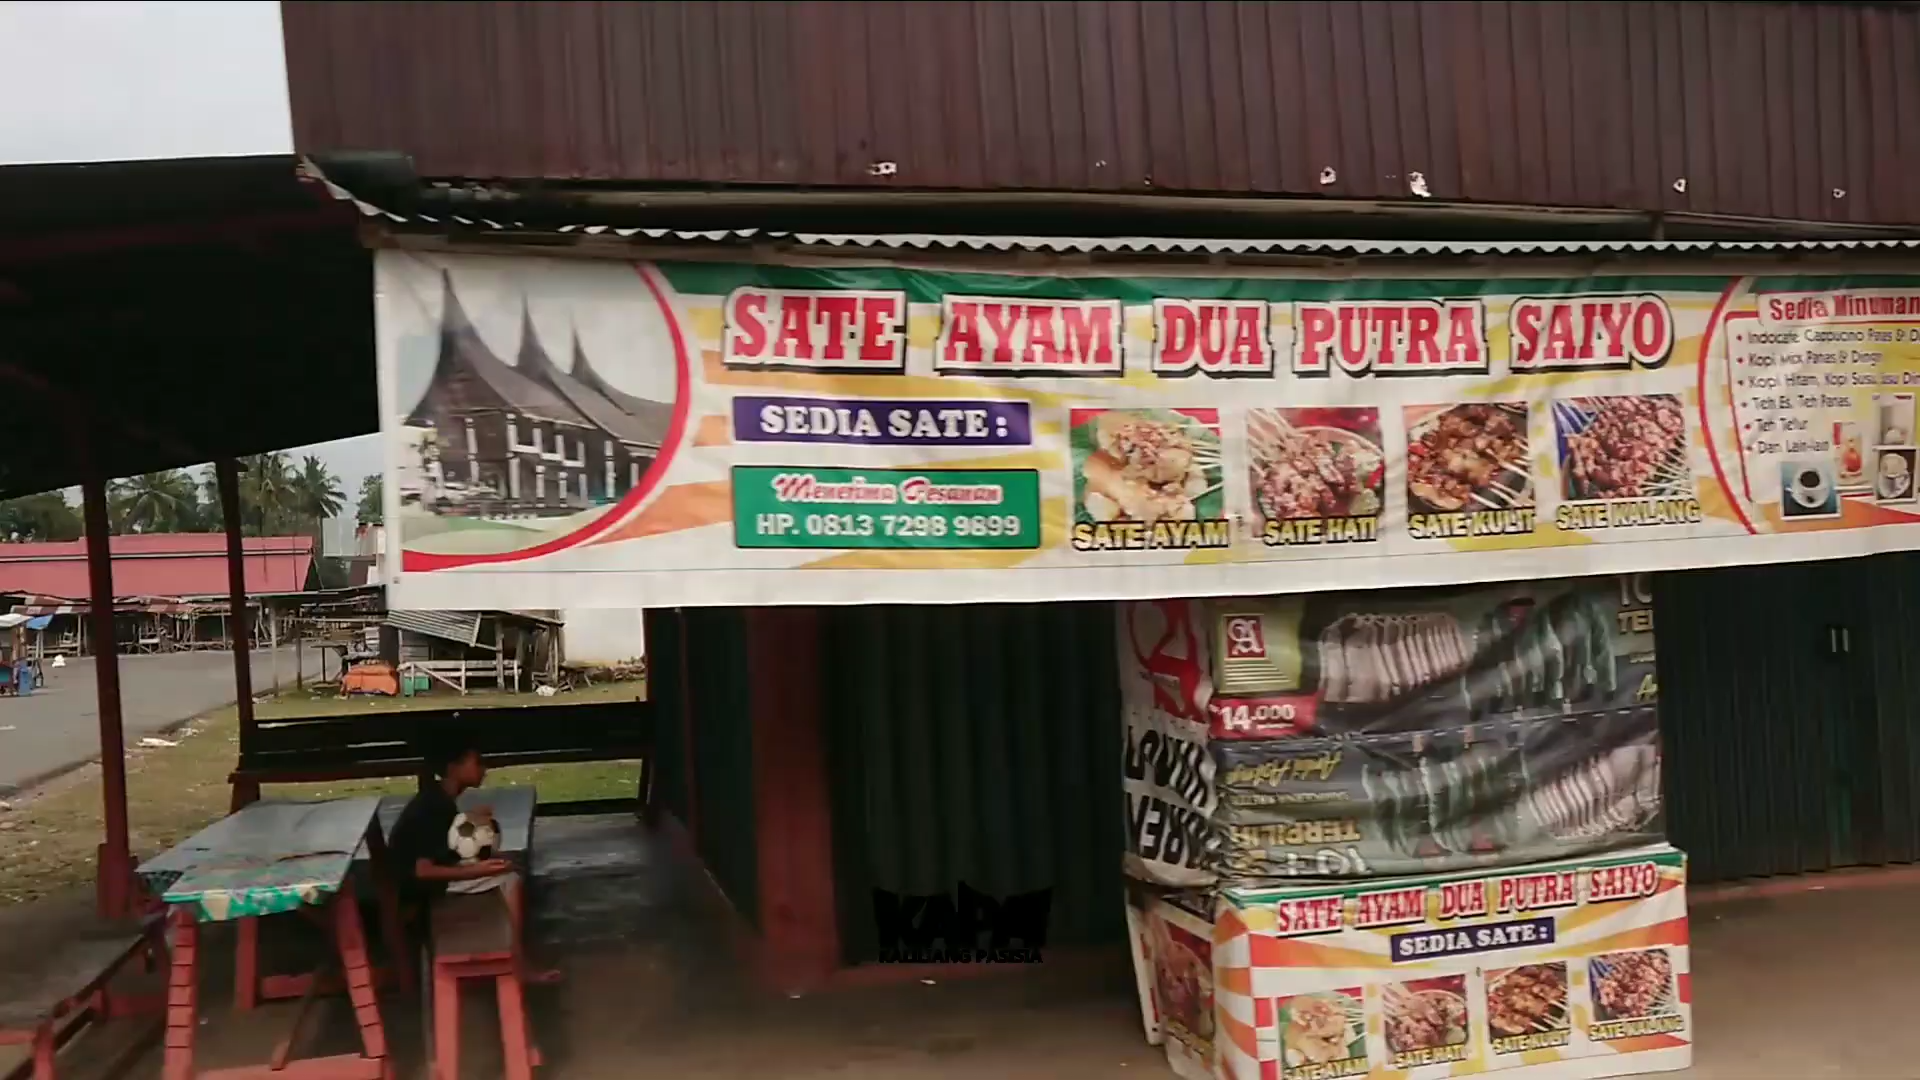 SATE AYAM DUA PUTRA SAIYO
SEDIA SATE :
Menerima Pesanan
HP. 0813 7298 9899
SATE AYAM
SATE HATI
SATE KULIT
SATE KALANG
Sedia Minuman
• Indocafe Cappucino Panas & D
• Kopi Mix Panas & Dingi
• Kopi Hitam, Kopi Susu
• Teh Es, Teh Panas,
• Teh Telur
• Dan Lain-lain
14.000
TERPILIH
SATE AYAM DUA PUTRA SAIYO
SEDIA SATE :
SATE AYAM
SATE HATI
SATE KULIT
SATE KALANG
KAPA
KALILIANG PASISIA